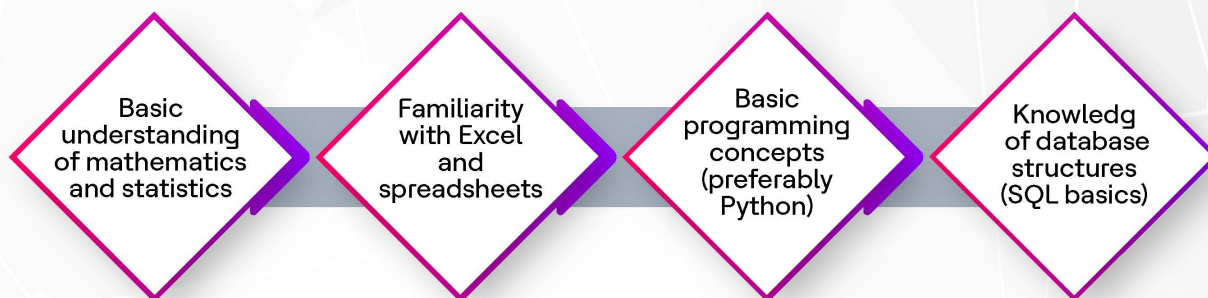 Basic
understanding
of mathematics
and statistics
Familiarity
with Excel
and
spreadsheets
Basic
programming
concepts
(preferably
Python)
Knowledg
of database
structures
(SQL basics)